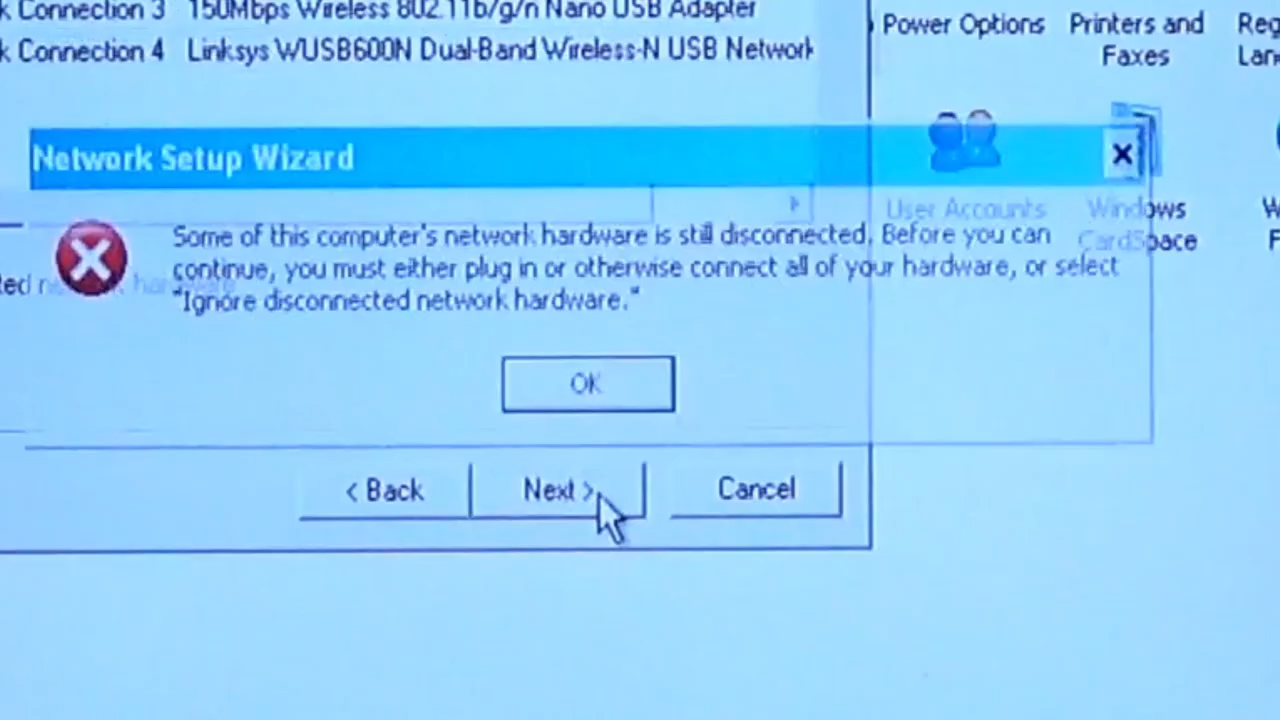 k Connection 3 150Mbps Wireless 802.11b/g/n Nano USB Adapter
k Connection 4 Linksys WUSB600N Dual-Band Wireless-N USB Network
Power Options
Printers and
Faxes
Reg
Lan
Network Setup Wizard
User Accounts
Windows
CardSpace
W
F
Some of this computer's network hardware is still disconnected. Before you can
continue, you must either plug in or otherwise connect all of your hardware, or select
"Ignore disconnected network hardware."
OK
< Back
Next >
Cancel